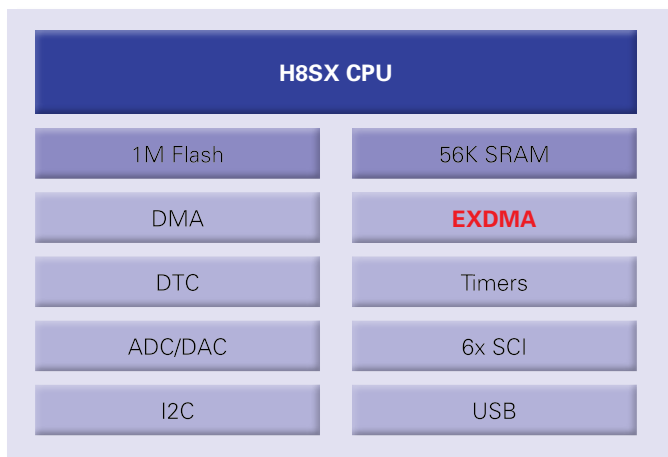 H8SX CPU
1M Flash
56K SRAM
DMA
EXDMA
DTC
Timers
ADC/DAC
6x SCI
I2C
USB